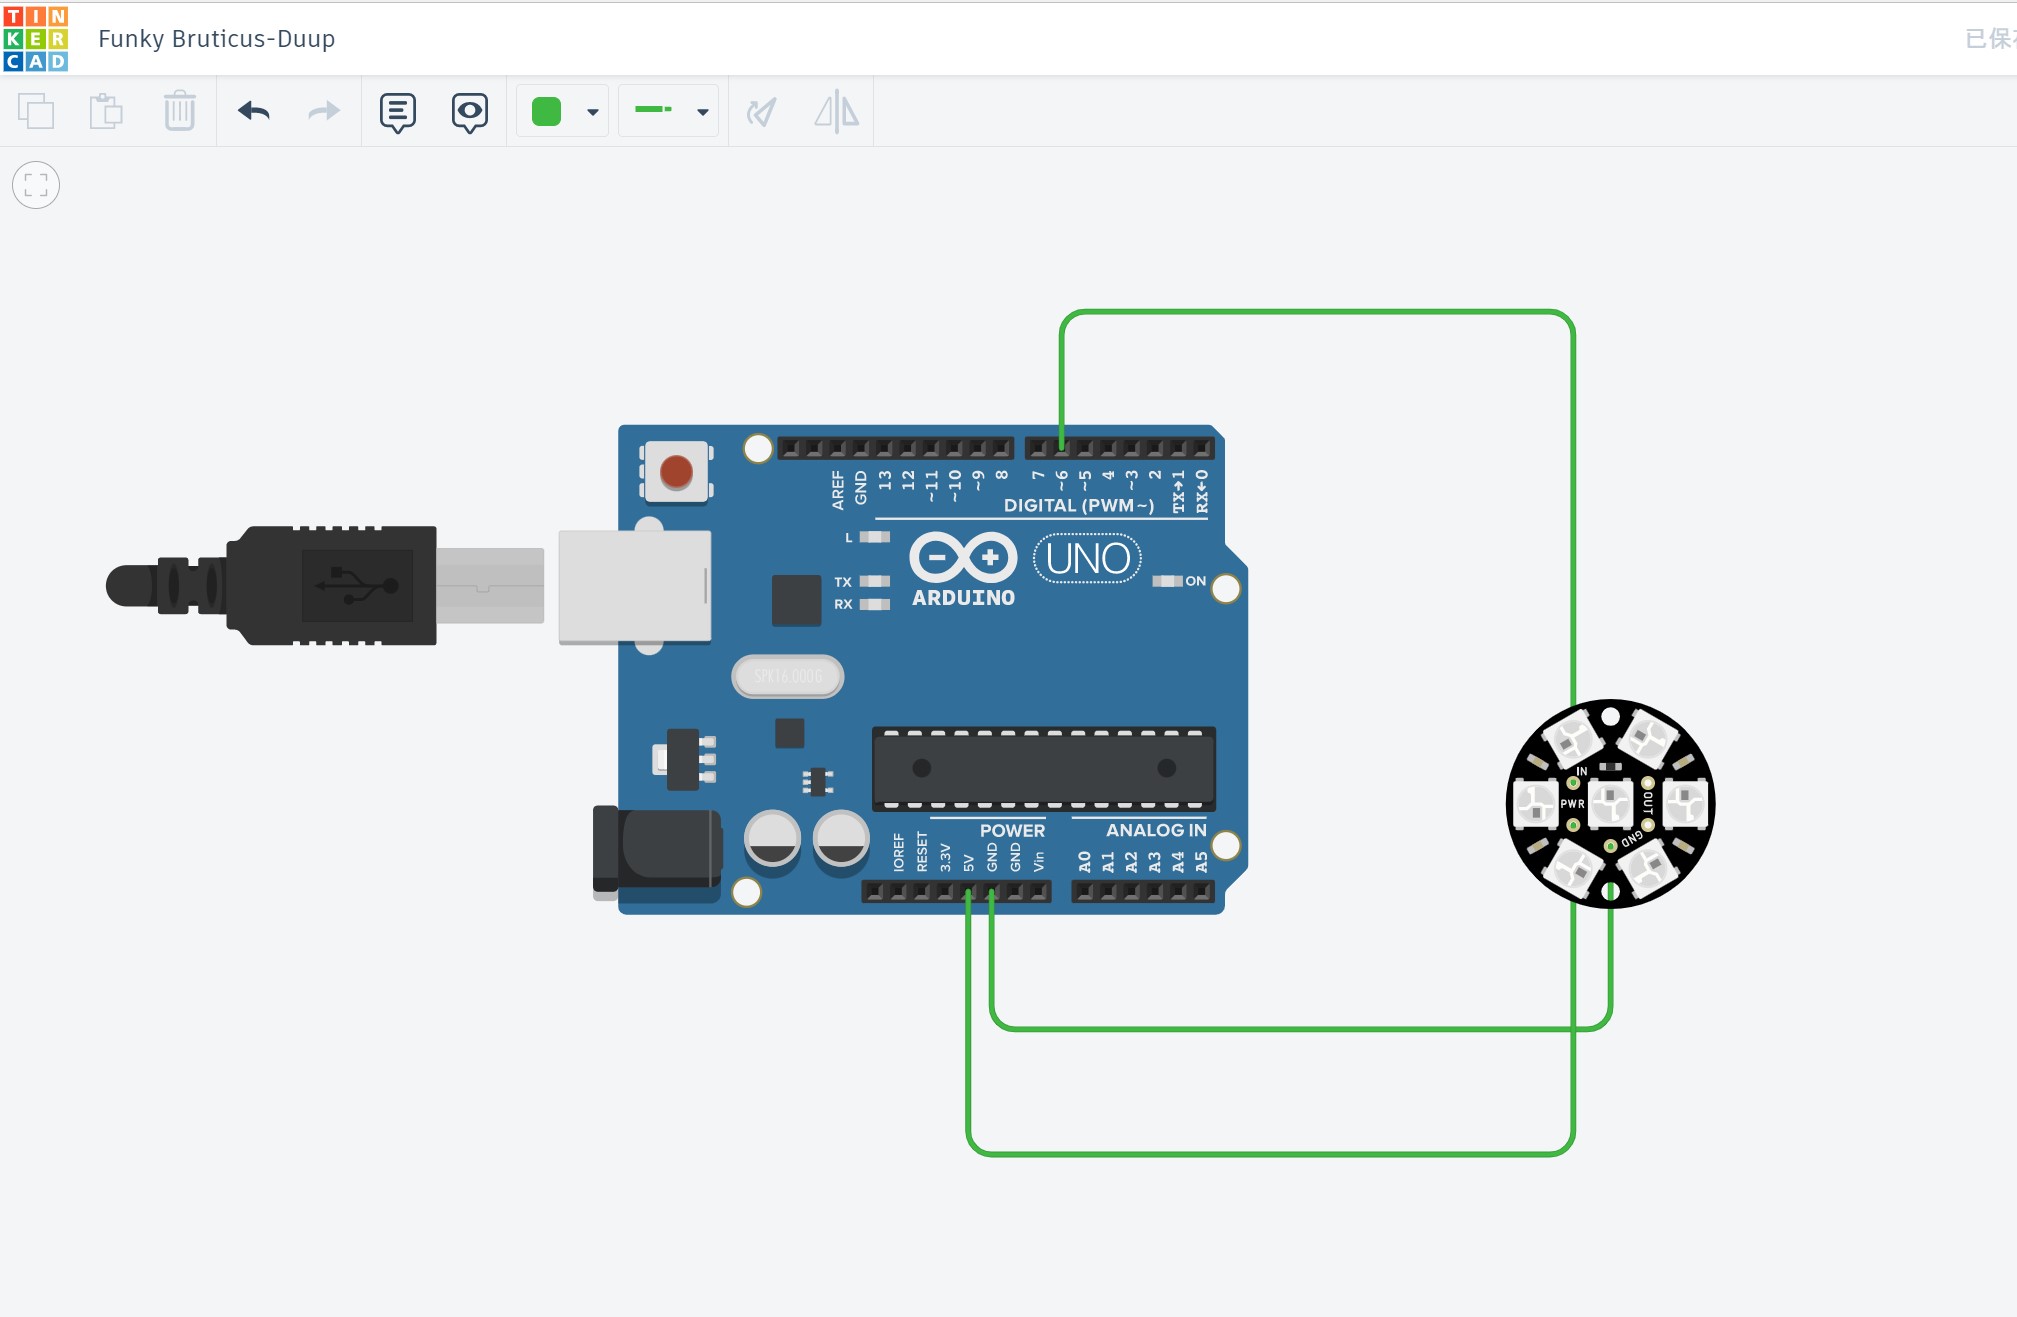 TIN
KER
CAD
Funky Bruticus-Duup
已保
AREF
GND
13
12
~11
~10
~9
8
7
~6
~5
4
~3
2
TX→1
RX←0
DIGITAL (PWM~)
L
TX
RX
ARDUINO
UNO
ON
SPK16.000G
POWER
ANALOG IN
IOREF
RESET
3.3V
5V
GND
GND
Vin
A0
A1
A2
A3
A4
A5
IN
PWR
OUT
GND